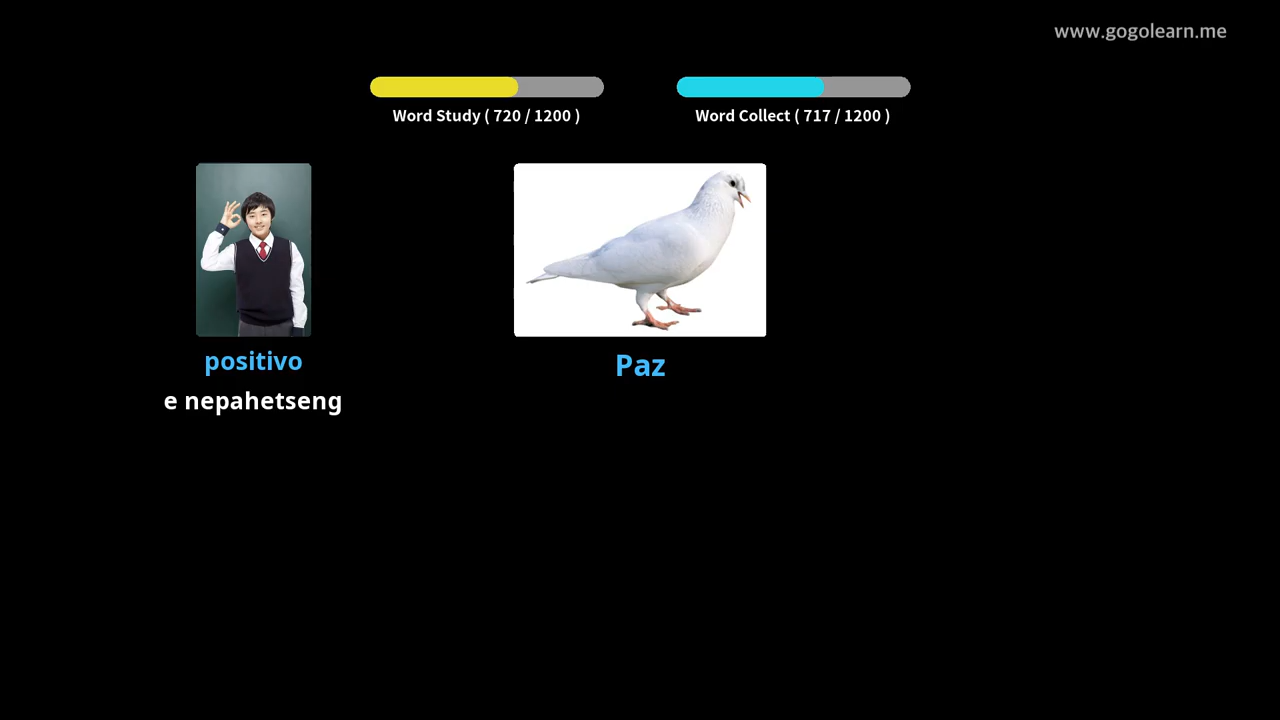 www.gogolearn.me
Word Study ( 720 / 1200 )
Word Collect ( 717 / 1200 )
positivo
e nepahetseng
Paz